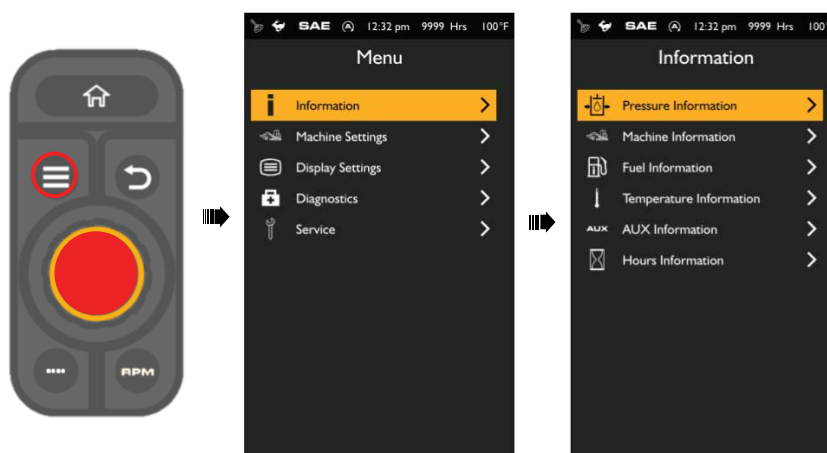 RPM
SAE A 12:32 pm 9999 Hrs 100°F
Menu
Information
Machine Settings
Display Settings
Diagnostics
Service
SAE A 12:32 pm 9999 Hrs 100°
Information
Pressure Information
Machine Information
Fuel Information
Temperature Information
AUX AUX Information
Hours Information